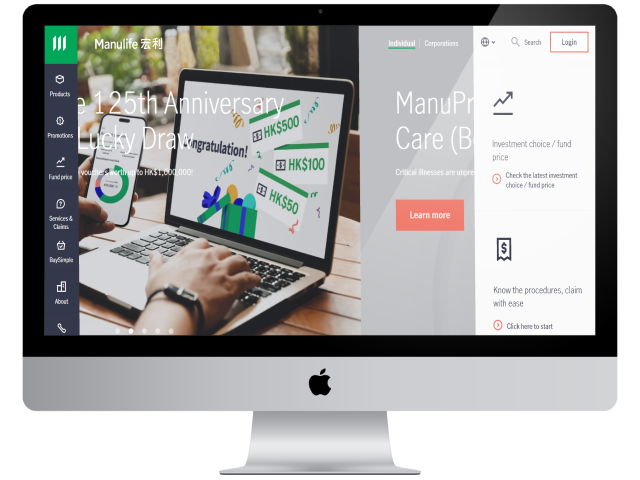 Manulife 宏利
Individual
Corporations
Search
Login
Products
Promotions
Fund price
Services &
Claims
BaySimple
About
125th Anniversary
Lucky Draw
vouchers worth up to HK$1,000,000!
ngratulation!
HK$500
HK$100
HK$50
ManuPr
Care (B
Critical illnesses are unpre
Learn more
Investment choice / fund
price
Check the latest investment
choice / fund price
$
Know the procedures, claim
with ease
Click here to start